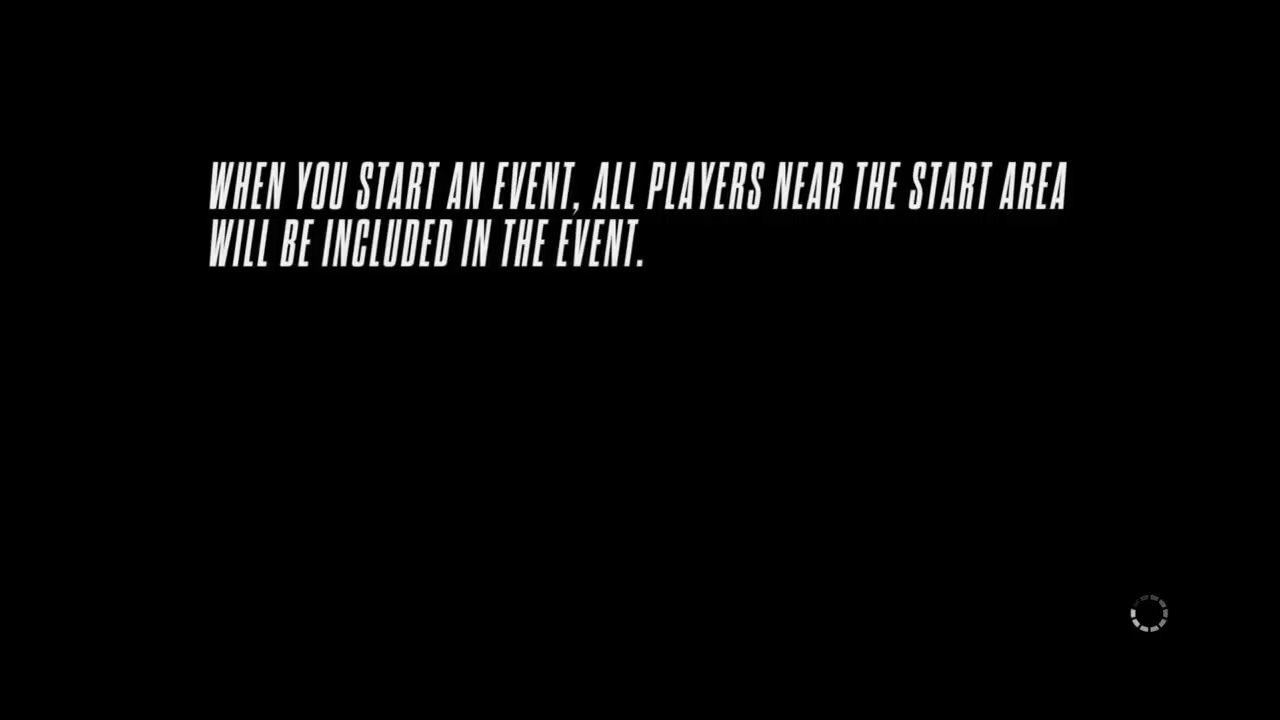 WHEN YOU START AN EVENT, ALL PLAYERS NEAR THE START AREA
WILL BE INCLUDED IN THE EVENT.